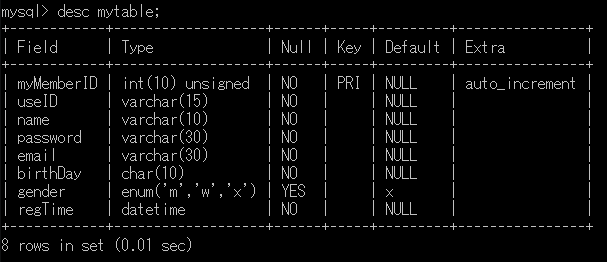 mysql> desc mytable;
+------------+-------------------+------+-----+---------+----------------+
| Field      | Type              | Null | Key | Default | Extra          |
+------------+-------------------+------+-----+---------+----------------+
| myMemberID | int(10) unsigned  | NO   | PRI | NULL    | auto_increment |
| useID      | varchar(15)       | NO   |     | NULL    |                |
| name       | varchar(10)       | NO   |     | NULL    |                |
| password   | varchar(30)       | NO   |     | NULL    |                |
| email      | varchar(30)       | NO   |     | NULL    |                |
| birthDay   | char(10)          | NO   |     | NULL    |                |
| gender     | enum('m','w','x') | YES  |     | x       |                |
| regTime    | datetime          | NO   |     | NULL    |                |
+------------+-------------------+------+-----+---------+----------------+
8 rows in set (0.01 sec)